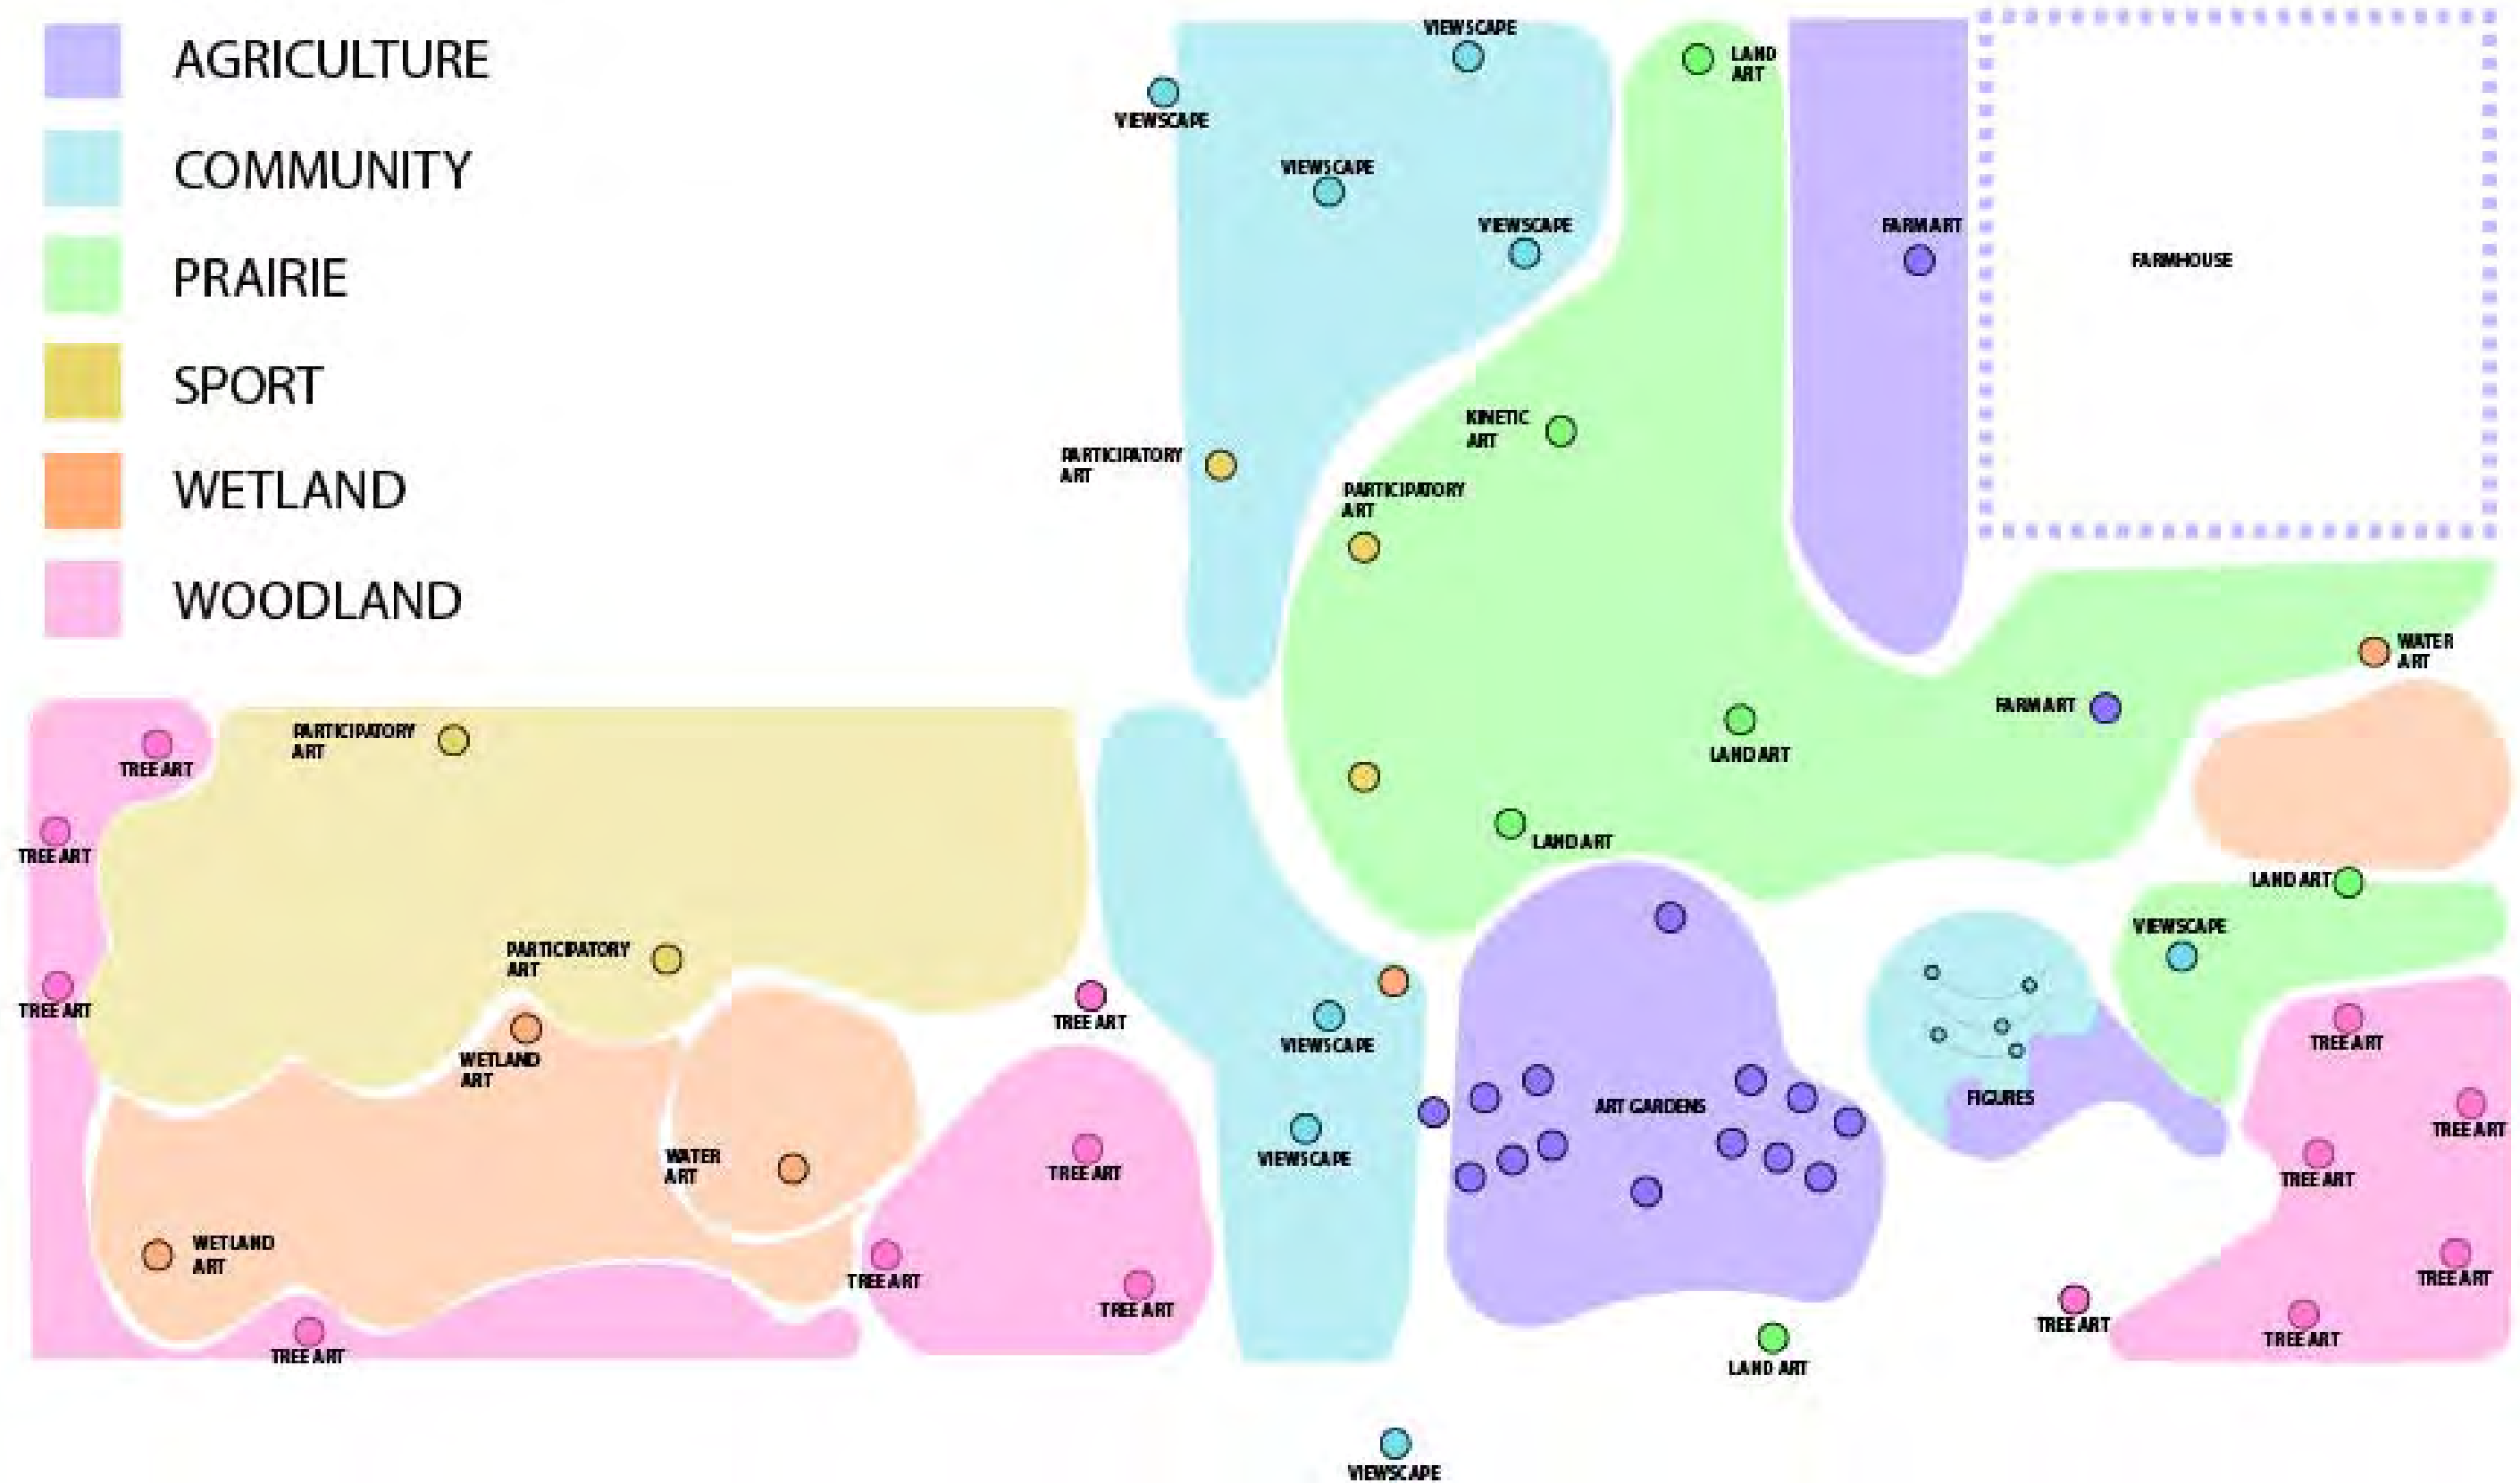 AGRICULTURE
COMMUNITY
PRAIRIE
SPORT
WETLAND
WOODLAND
VIEWSCAPE
VIEWSCAPE
VIEWSCAPE
VIEWSCAPE
LAND
ART
FARM ART
FARMHOUSE
KINETIC
ART
PARTICIPATORY
ART
PARTICIPATORY
ART
WATER
ART
FARM ART
LAND ART
LAND ART
LAND ART
VIEWSCAPE
TREE ART
PARTICIPATORY
ART
TREE ART
PARTICIPATORY
ART
TREE ART
WETLAND
ART
TREE ART
VIEWSCAPE
TREE ART
FIGURES
ART GARDENS
TREE ART
WATER
ART
TREE ART
VIEWSCAPE
TREE ART
WETLAND
ART
TREE ART
TREE ART
TREE ART
TREE ART
TREE ART
TREE ART
LAND ART
VIEWSCAPE